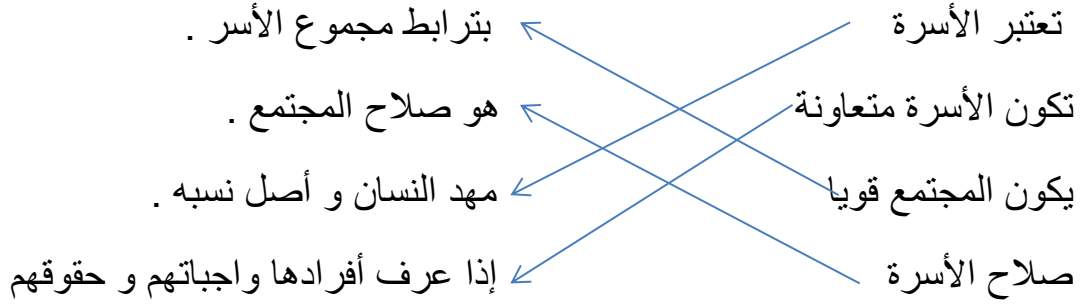 تعتبر الأسرة بترابط مجموع الأسر .
تكون الأسرة متعاونة هو صلاح المجتمع .
يكون المجتمع قويا مهد النسان و أصل نسبه .
صلاح الأسرة إذا عرف أفرادها واجباتهم و حقوقهم